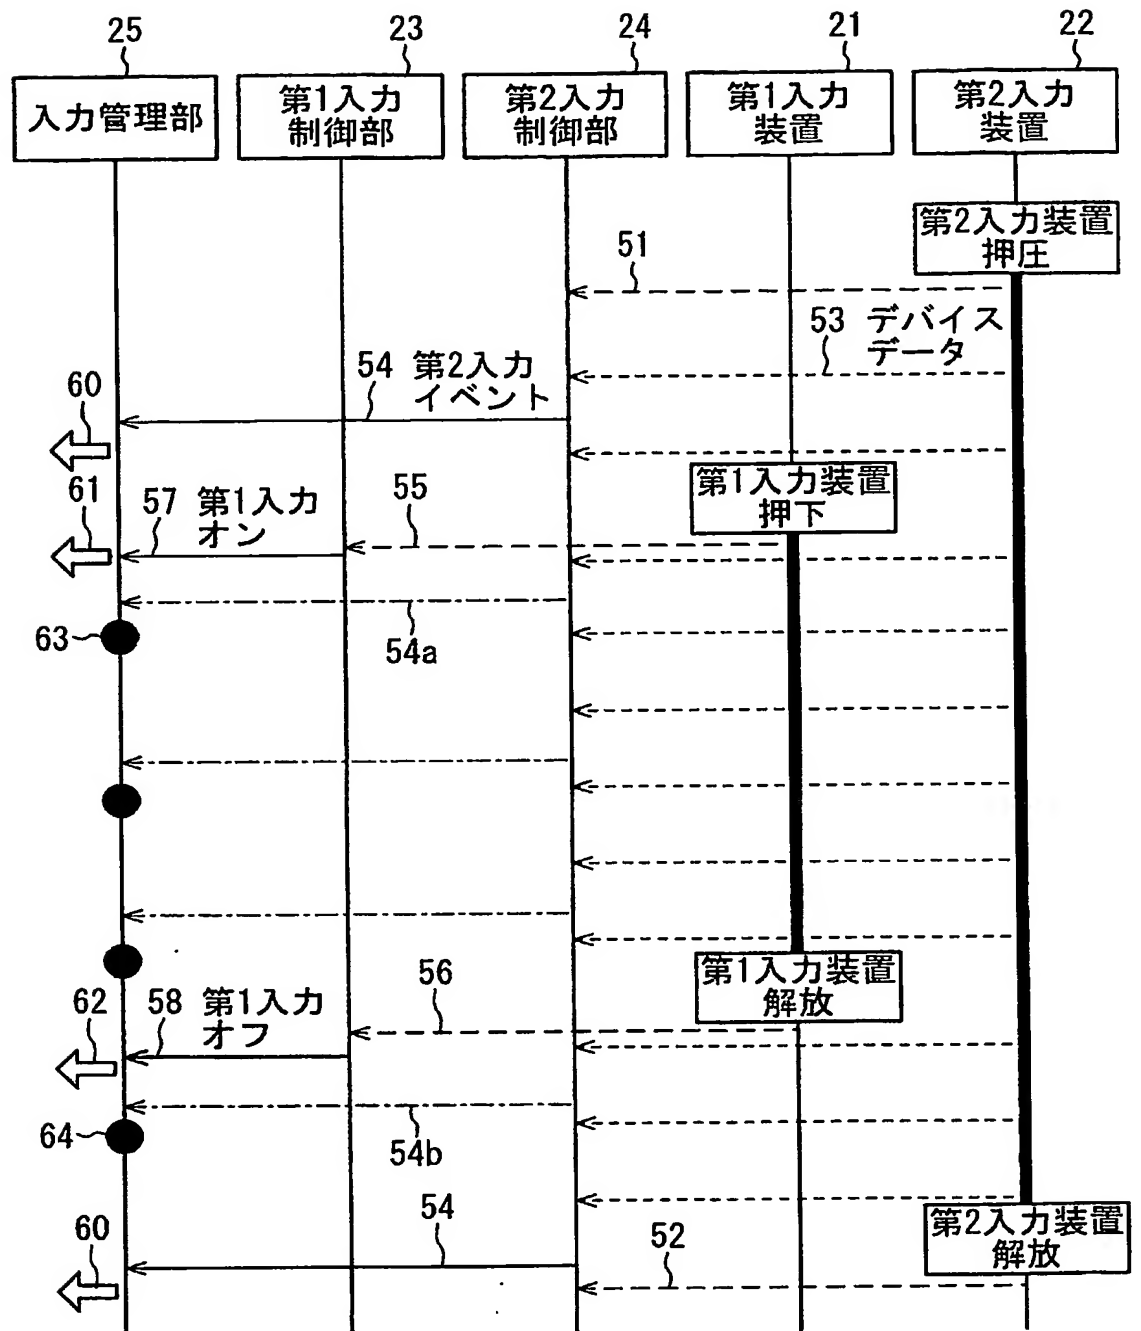 25
23
24
21
22
入力管理部
第1入力
制御部
第2入力
制御部
第1入力
装置
第2入力
装置
第2入力装置
押圧
51
53 デバイス
データ
54 第2入力
イベント
60
第1入力装置
押下
61
57 第1入力
オン
55
63
54a
第1入力装置
解放
56
62
58 第1入力
オフ
64
54b
54
第2入力装置
解放
60
52